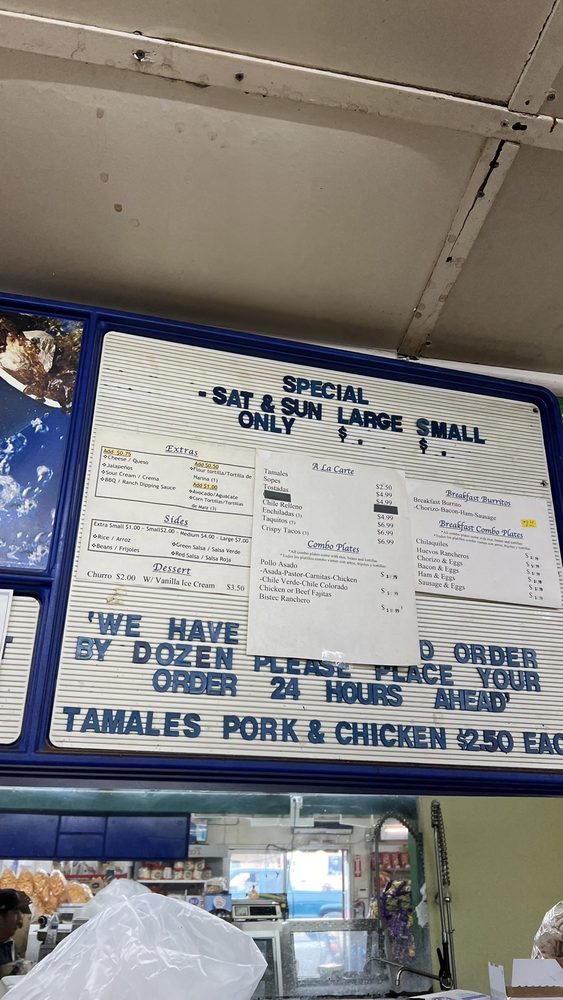 SPECIAL
- SAT & SUN LARGE SMALL
ONLY $ . $ .
Extras
Add $0.75
❖Cheese / Queso
❖Jalapeños
❖Sour Cream / Crema
❖BBQ / Ranch Dipping Sauce
Add $0.50
❖Flour tortilla/Tortilla de
Harina (1)
Add $1.00
❖Avocado/Aguacate
❖Corn Tortillas/Tortillas
de Maiz (3)
Sides
Extra Small $1.00 - Small $2.00 - Medium $4.00 - Large $7.00
❖Rice / Arroz
❖Beans / Frijoles
❖Green Salsa / Salsa Verde
❖Red Salsa / Salsa Roja
Dessert
Churro $2.00 W/ Vanilla Ice Cream $3.50
A La Carte
Tamales $2.50
Sopes $4.99
Tostadas $4.99
Chile Relleno $4.99
Enchiladas (3) $6.99
Taquitos (5) $6.99
Crispy Tacos (3) $6.99
Combo Plates
Pollo Asado
-Asada-Pastor-Carnitas-Chicken
-Chile Verde-Chile Colorado
Chicken or Beef Fajitas
Bistec Ranchero
Breakfast Burritos
Breakfast Burrito
-Chorizo-Bacon-Ham-Sausage
Breakfast Combo Plates
Chilaquiles
Huevos Rancheros
Chorizo & Eggs
Bacon & Eggs
Ham & Eggs
Sausage & Eggs
'WE HAVE O ORDER
BY DOZEN PLEASE PLACE YOUR
ORDER 24 HOURS AHEAD'
TAMALES PORK & CHICKEN $2.50 EAC